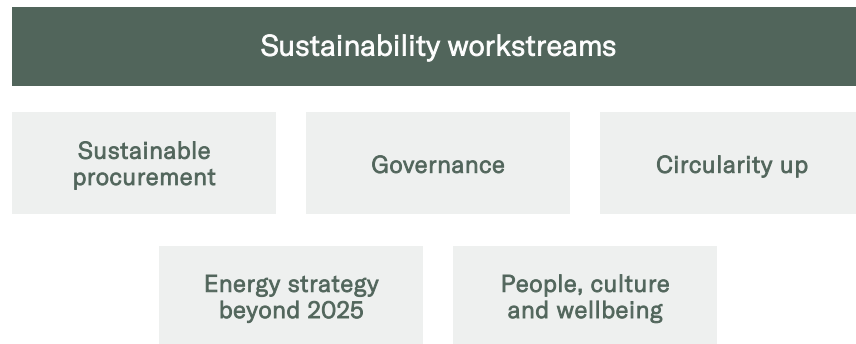 Sustainability workstreams
Sustainable
procurement
Governance
Circularity up
Energy strategy
beyond 2025
People, culture
and wellbeing